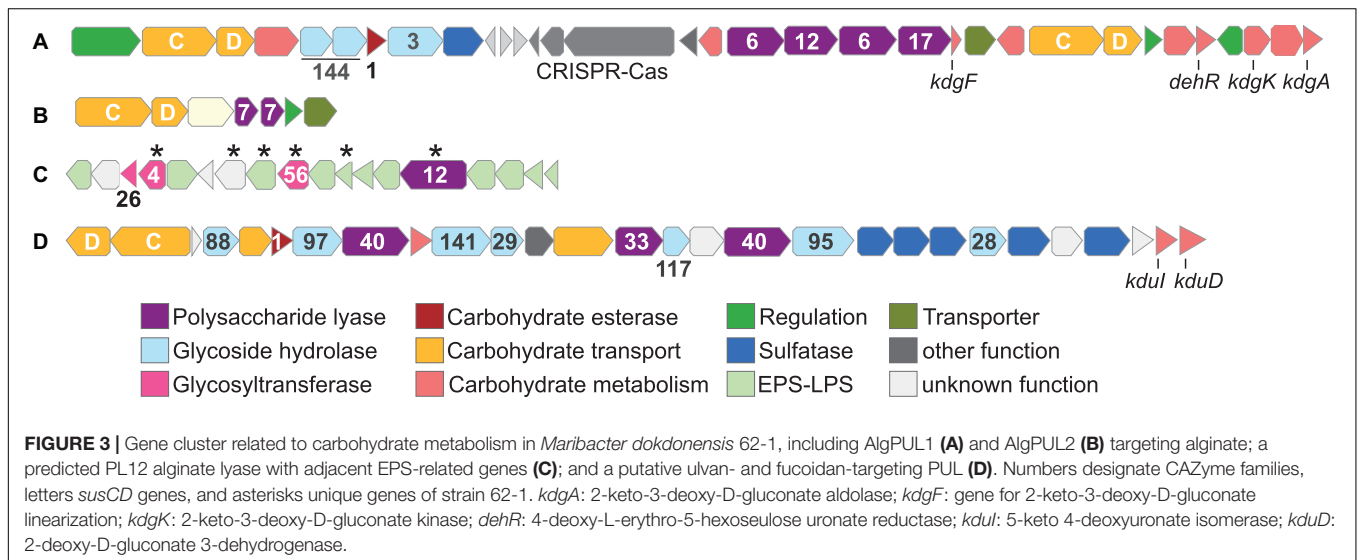 A C D 3 6 12 6 17 C D
144 1 CRISPR-Cas kdgF dehR kdgK kdgA
B C D 7 7
* * * * * *
C 4 56 12
26
D D C 88 1 97 40 141 29 33 40 95 28
117
kduI kduD
Polysaccharide lyase Carbohydrate esterase Regulation Transporter
Glycoside hydrolase Carbohydrate transport Sulfatase other function
Glycosyltransferase Carbohydrate metabolism EPS-LPS unknown function
FIGURE 3 | Gene cluster related to carbohydrate metabolism in Maribacter dokdonensis 62-1, including AlgPUL1 (A) and AlgPUL2 (B) targeting alginate; a
predicted PL12 alginate lyase with adjacent EPS-related genes (C); and a putative ulvan- and fucoidan-targeting PUL (D). Numbers designate CAZyme families,
letters susCD genes, and asterisks unique genes of strain 62-1. kdgA: 2-keto-3-deoxy-D-gluconate aldolase; kdgF: gene for 2-keto-3-deoxy-D-gluconate
linearization; kdgK: 2-keto-3-deoxy-D-gluconate kinase; dehR: 4-deoxy-L-erythro-5-hexoseulose uronate reductase; kduI: 5-keto 4-deoxyuronate isomerase; kduD:
2-deoxy-D-gluconate 3-dehydrogenase.